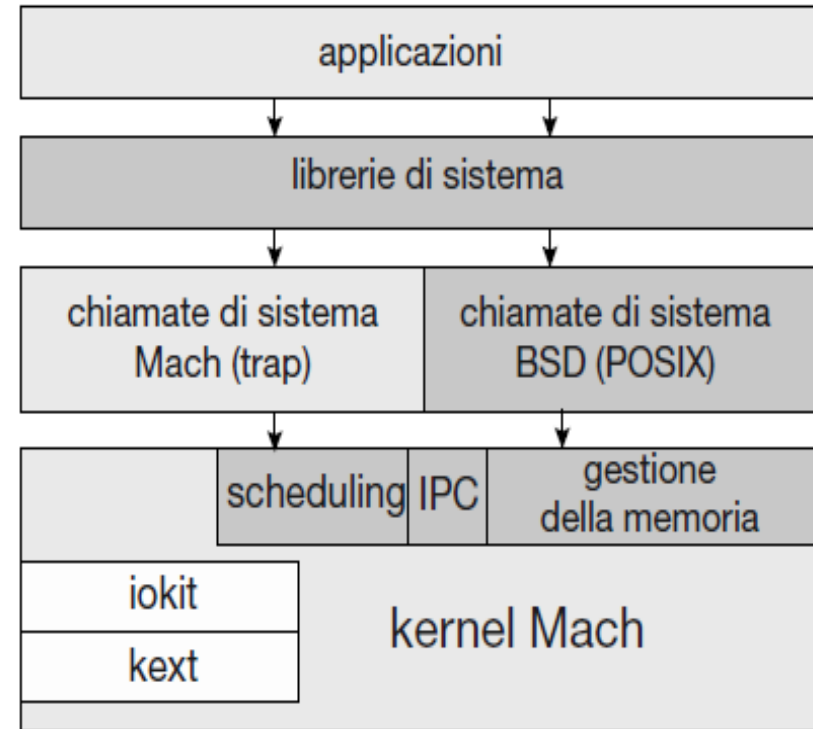 applicazioni
librerie di sistema
chiamate di sistema
Mach (trap)
chiamate di sistema
BSD (POSIX)
scheduling
IPC
gestione
della memoria
iokit
kext
kernel Mach